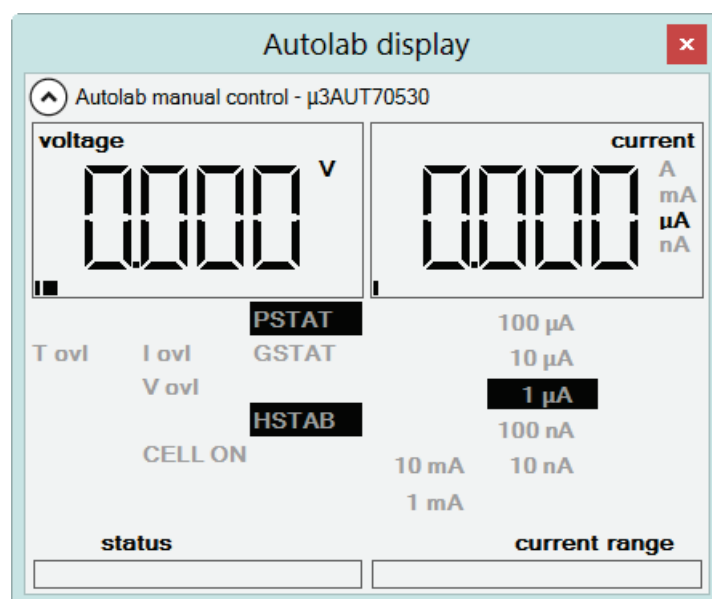 Autolab display
Autolab manual control - µ3AUT70530
voltage
0.000 V
current
0.000
A
mA
µA
nA
PSTAT
100 µA
T ovl I ovl GSTAT
10 µA
V ovl
1 µA
HSTAB
100 nA
CELL ON
10 mA 10 nA
1 mA
status
current range